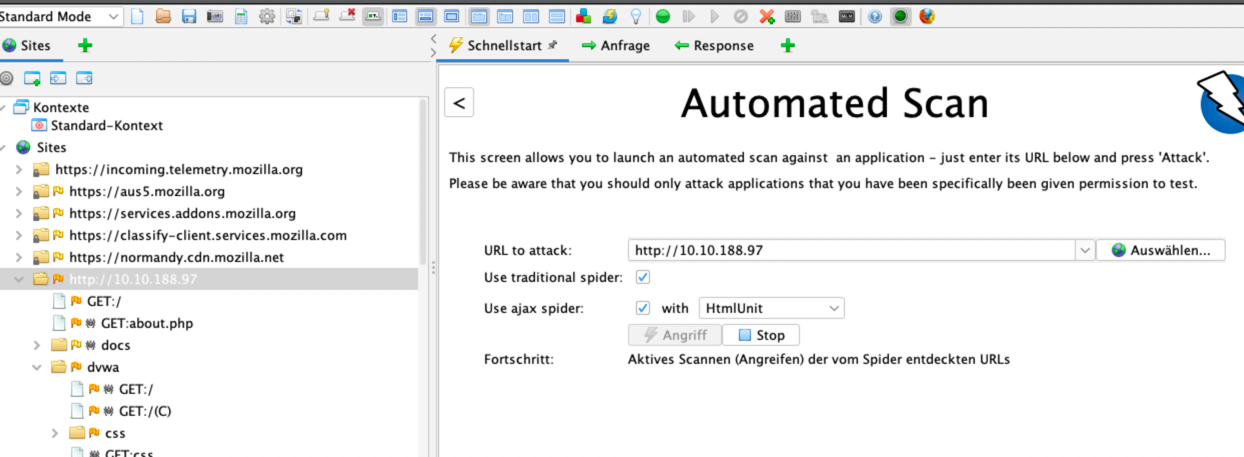 Standard Mode
Sites
Schnellstart
Anfrage
Response
Kontexte
Standard-Kontext
Sites
https://incoming.telemetry.mozilla.org
https://aus5.mozilla.org
https://services.addons.mozilla.org
https://classify-client.services.mozilla.com
https://normandy.cdn.mozilla.net
http://10.10.188.97
GET:/
GET:about.php
docs
dvwa
GET:/
GET:/(C)
css
GET:css
<
Automated Scan
This screen allows you to launch an automated scan against  an application – just enter its URL below and press 'Attack'.
Please be aware that you should only attack applications that you have been specifically been given permission to test.
URL to attack: http://10.10.188.97 Auswählen...
Use traditional spider:
Use ajax spider: with HtmlUnit
Angriff Stop
Fortschritt: Aktives Scannen (Angreifen) der vom Spider entdeckten URLs